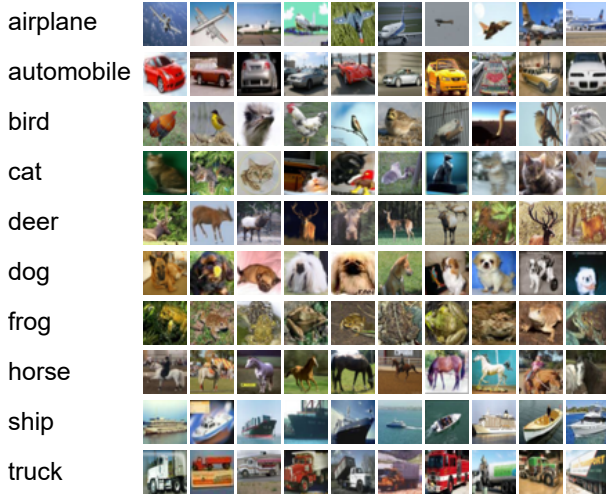 airplane
automobile
bird
cat
deer
dog
frog
horse
ship
truck